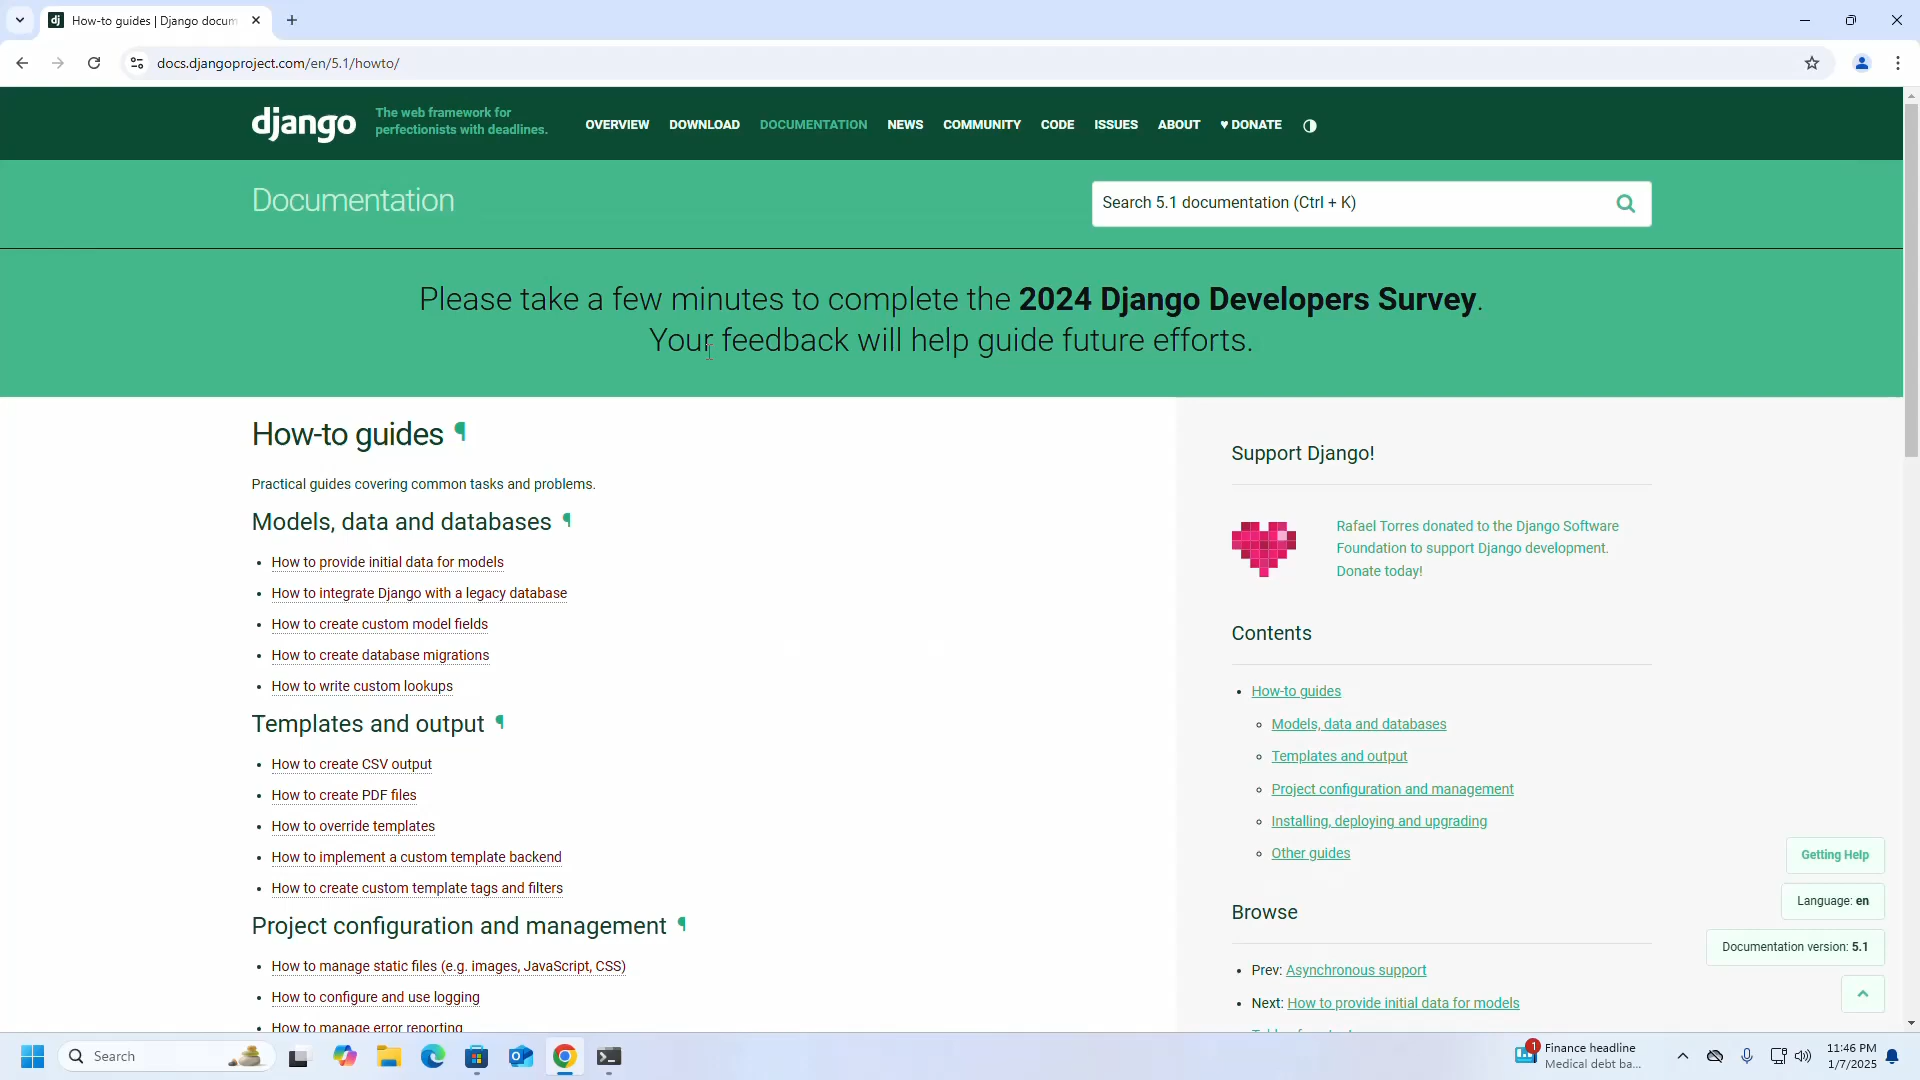 How-to guides | Django docum
docs.djangoproject.com/en/5.1/howto/
django
The web framework for
perfectionists with deadlines.
OVERVIEW DOWNLOAD DOCUMENTATION NEWS COMMUNITY CODE ISSUES ABOUT ♥ DONATE
Documentation
Search 5.1 documentation (Ctrl + K)
Please take a few minutes to complete the 2024 Django Developers Survey.
Your feedback will help guide future efforts.
How-to guides ¶
Practical guides covering common tasks and problems.
Models, data and databases ¶
How to provide initial data for models
How to integrate Django with a legacy database
How to create custom model fields
How to create database migrations
How to write custom lookups
Templates and output ¶
How to create CSV output
How to create PDF files
How to override templates
How to implement a custom template backend
How to create custom template tags and filters
Project configuration and management ¶
How to manage static files (e.g. images, JavaScript, CSS)
How to configure and use logging
How to manage error reporting
Support Django!
Rafael Torres donated to the Django Software
Foundation to support Django development.
Donate today!
Contents
How-to guides
Models, data and databases
Templates and output
Project configuration and management
Installing, deploying and upgrading
Other guides
Browse
Prev: Asynchronous support
Next: How to provide initial data for models
Getting Help
Language: en
Documentation version: 5.1
Search
1
Finance headline
Medical debt ba...
11:46 PM
1/7/2025